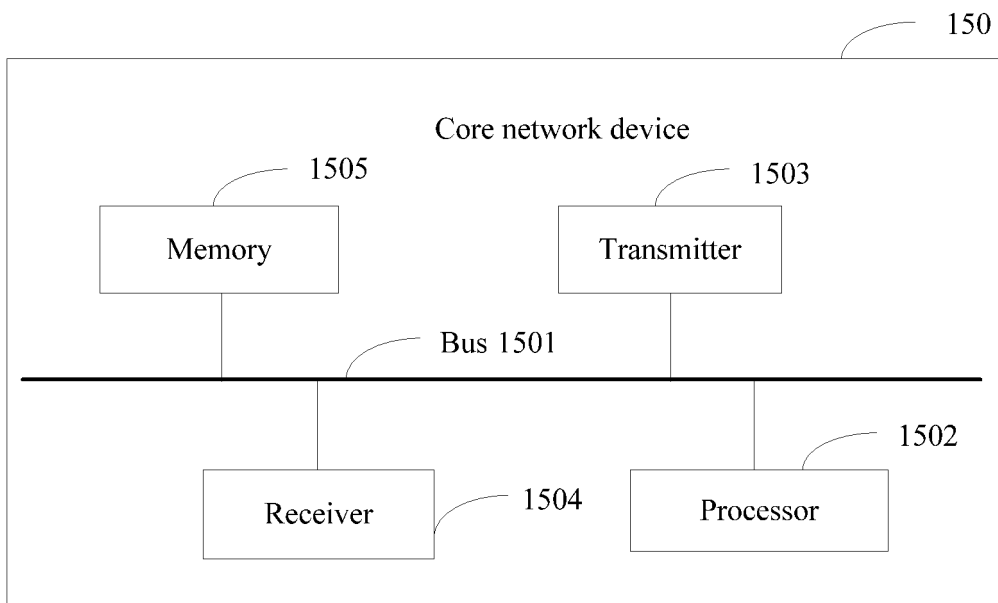 150
Core network device
1505
1503
Memory
Transmitter
Bus 1501
1502
1504
Receiver
Processor